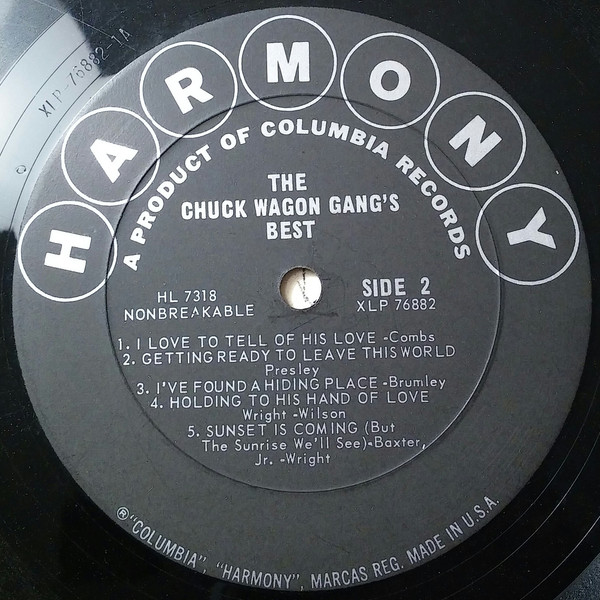 XLP-76882-1A
HARMONY
A PRODUCT OF COLUMBIA RECORDS
THE
CHUCK WAGON GANG'S
BEST
HL 7318
NONBREAKABLE
SIDE 2
XLP 76882
1. I LOVE TO TELL OF HIS LOVE -Combs
2. GETTING READY TO LEAVE THIS WORLD
Presley
3. I'VE FOUND A HIDING PLACE -Brumley
4. HOLDING TO HIS HAND OF LOVE
Wright -Wilson
5. SUNSET IS COMING (But
The Sunrise We'll See)-Baxter,
Jr. -Wright
® "COLUMBIA", "HARMONY", MARCAS REG. MADE IN U.S.A.